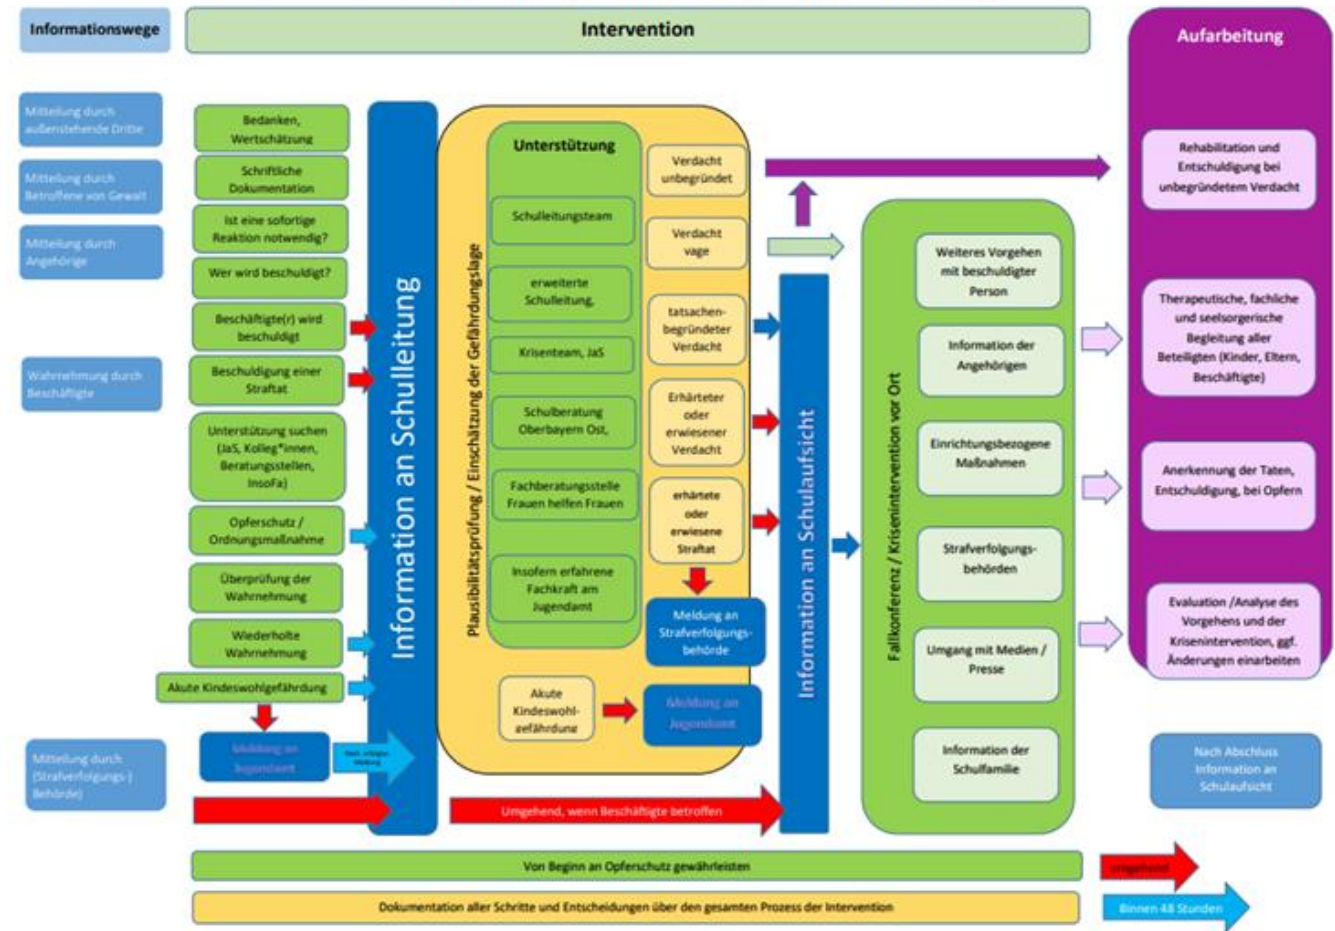 Informationswege
Intervention
Aufarbeitung
Mitteilung durch
außenstehende Dritte
Mitteilung durch
Betroffene von Gewalt
Mitteilung durch
Angehörige
Wahrnehmung durch
Beschäftigte
Mitteilung durch
(Strafverfolgungs-)
Behörde)
Bedanken,
Wertschätzung
Schriftliche
Dokumentation
Ist eine sofortige
Reaktion notwendig?
Wer wird beschuldigt?
Beschäftigte(r) wird
beschuldigt
Beschuldigung einer
Straftat
Unterstützung suchen
(JaS, Kolleg*innen,
Beratungsstellen,
InsoFa)
Opferschutz /
Ordnungsmaßnahme
Überprüfung der
Wahrnehmung
Wiederholte
Wahrnehmung
Akute Kindeswohlgefährdung
Meldung an
Jugendamt
Nach erfolgter
Meldung
Information an Schulleitung
Plausibilitätsprüfung / Einschätzung der Gefährdungslage
Unterstützung
Schulleitungsteam
erweiterte
Schulleitung,
Krisenteam, JaS
Schulberatung
Oberbayern Ost,
Fachberatungsstelle
Frauen helfen Frauen
Insofern erfahrene
Fachkraft am
Jugendamt
Verdacht
unbegründet
Verdacht
vage
tatsachen-
begründeter
Verdacht
Erhärteter
oder
erwiesener
Verdacht
erhärtete
oder
erwiesene
Straftat
Meldung an
Strafverfolgungs-
behörde
Akute
Kindeswohl-
gefährdung
Meldung an
Jugendamt
Umgehend, wenn Beschäftigte betroffen
Information an Schulaufsicht
Fallkonferenz / Krisenintervention vor Ort
Weiteres Vorgehen
mit beschuldigter
Person
Information der
Angehörigen
Einrichtungsbezogene
Maßnahmen
Strafverfolgungs-
behörden
Umgang mit Medien /
Presse
Information der
Schulfamilie
Rehabilitation und
Entschuldigung bei
unbegründetem Verdacht
Therapeutische, fachliche
und seelsorgerische
Begleitung aller
Beteiligten (Kinder, Eltern,
Beschäftigte)
Anerkennung der Taten,
Entschuldigung, bei Opfern
Evaluation /Analyse des
Vorgehens und der
Krisenintervention, ggf.
Änderungen einarbeiten
Nach Abschluss
Information an
Schulaufsicht
Von Beginn an Opferschutz gewährleisten
umgehend
Dokumentation aller Schritte und Entscheidungen über den gesamten Prozess der Intervention
Binnen 48 Stunden